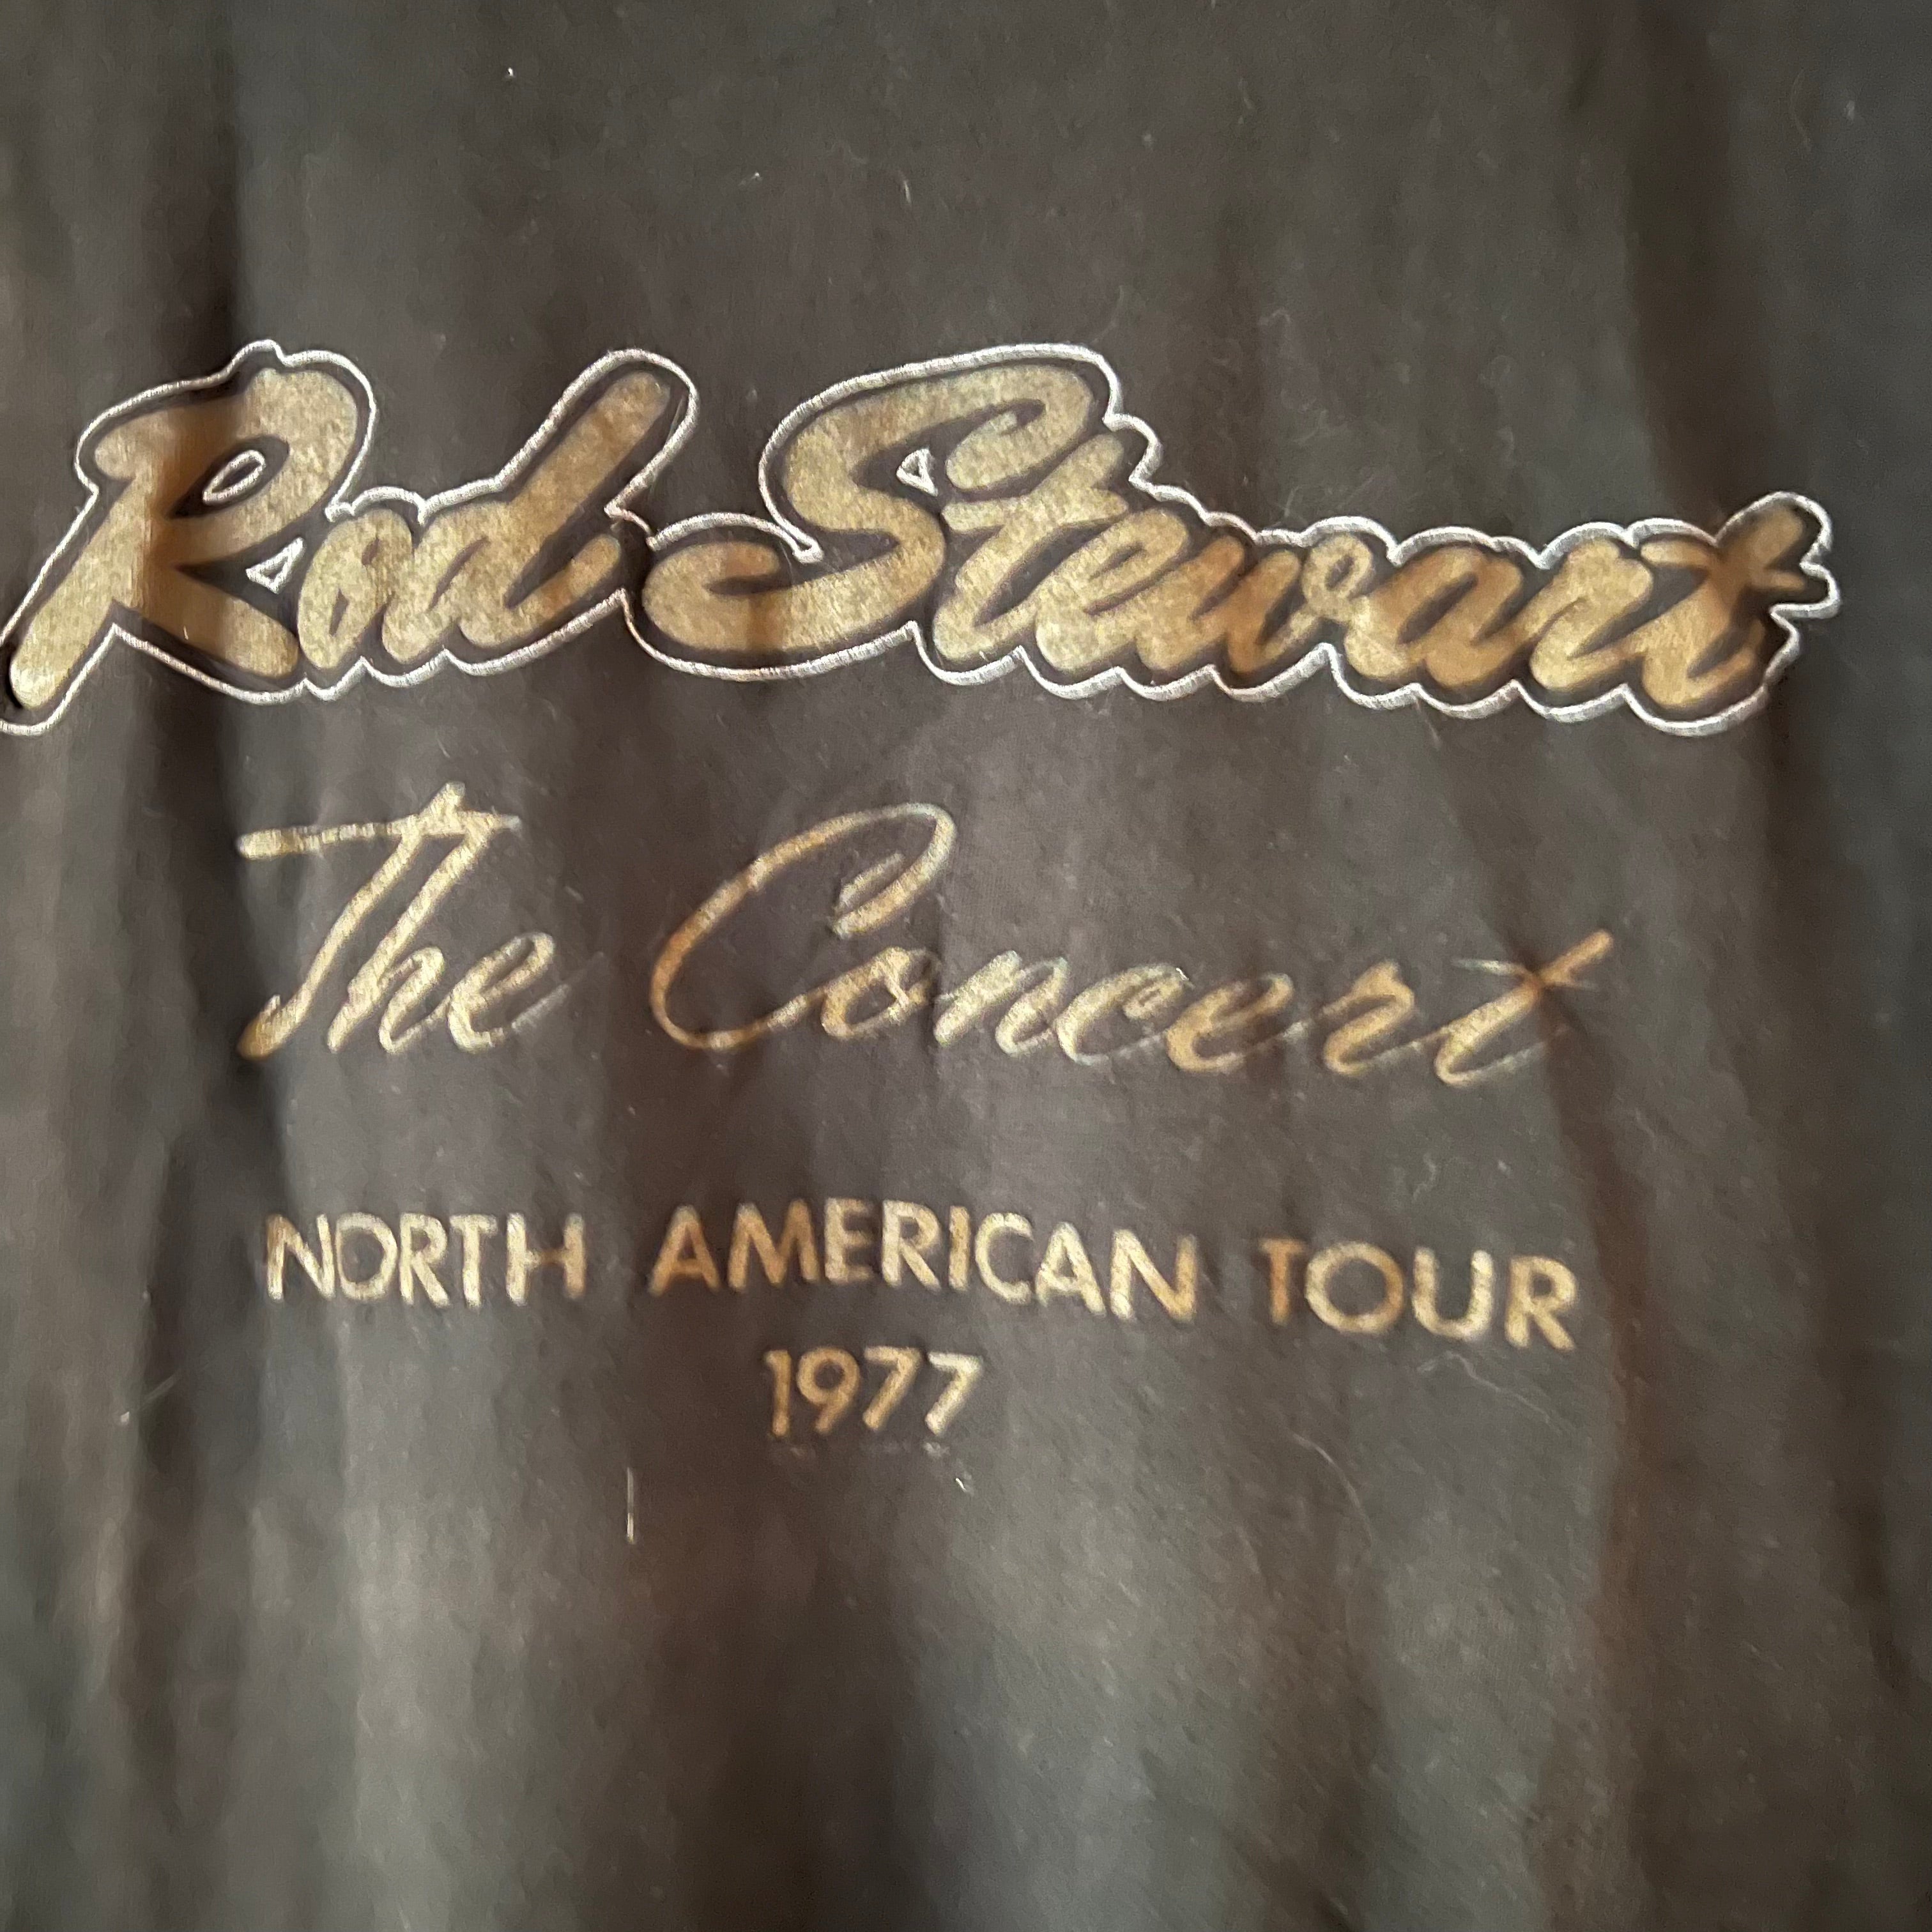 Rod Stewart
The Concert
NORTH AMERICAN TOUR
1977